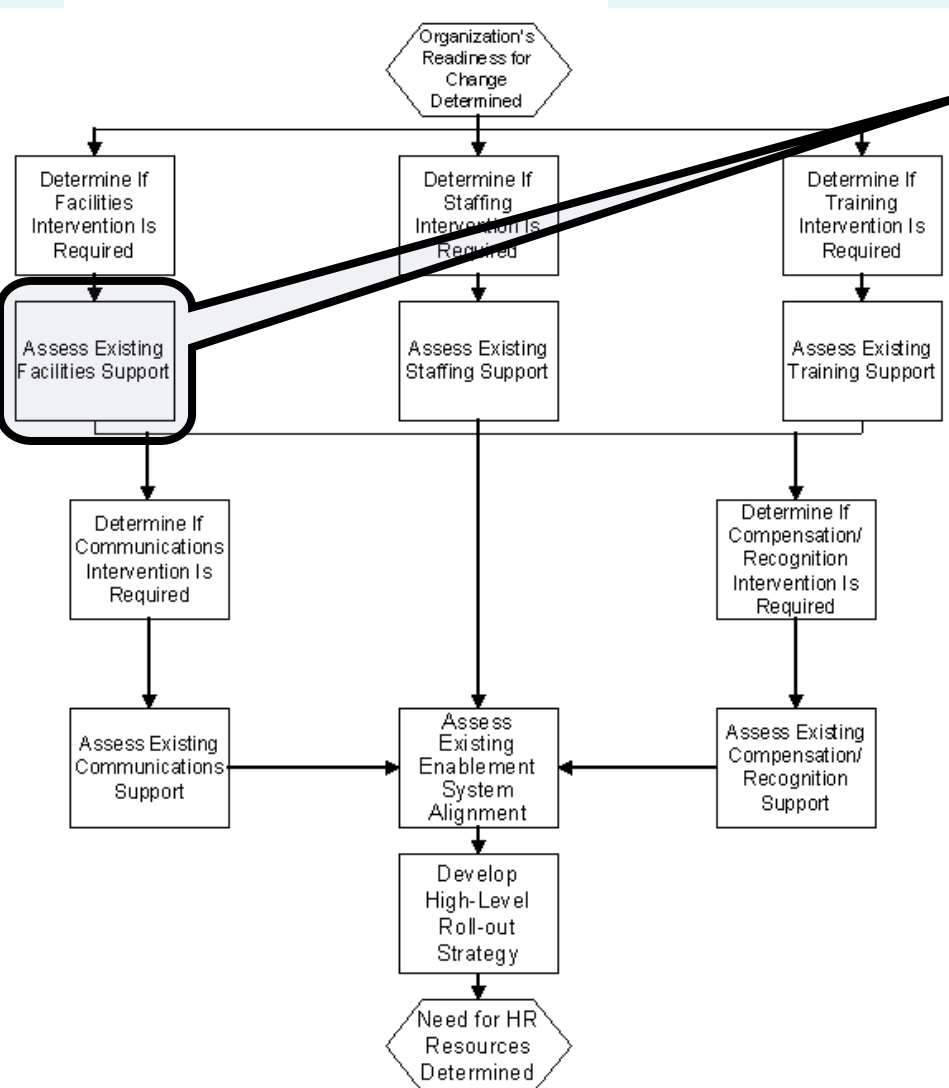 Organization's
Readiness for
Change
Determined
Determine If
Facilities
Intervention Is
Required
Determine If
Staffing
Intervention Is
Required
Determine If
Training
Intervention Is
Required
Assess Existing
Facilities Support
Assess Existing
Staffing Support
Assess Existing
Training Support
Determine If
Communications
Intervention Is
Required
Determine If
Compensation/
Recognition
Intervention Is
Required
Assess Existing
Communications
Support
Assess
Existing
Enablement
System
Alignment
Assess Existing
Compensation/
Recognition
Support
Develop
High-Level
Roll-out
Strategy
Need for HR
Resources
Determined